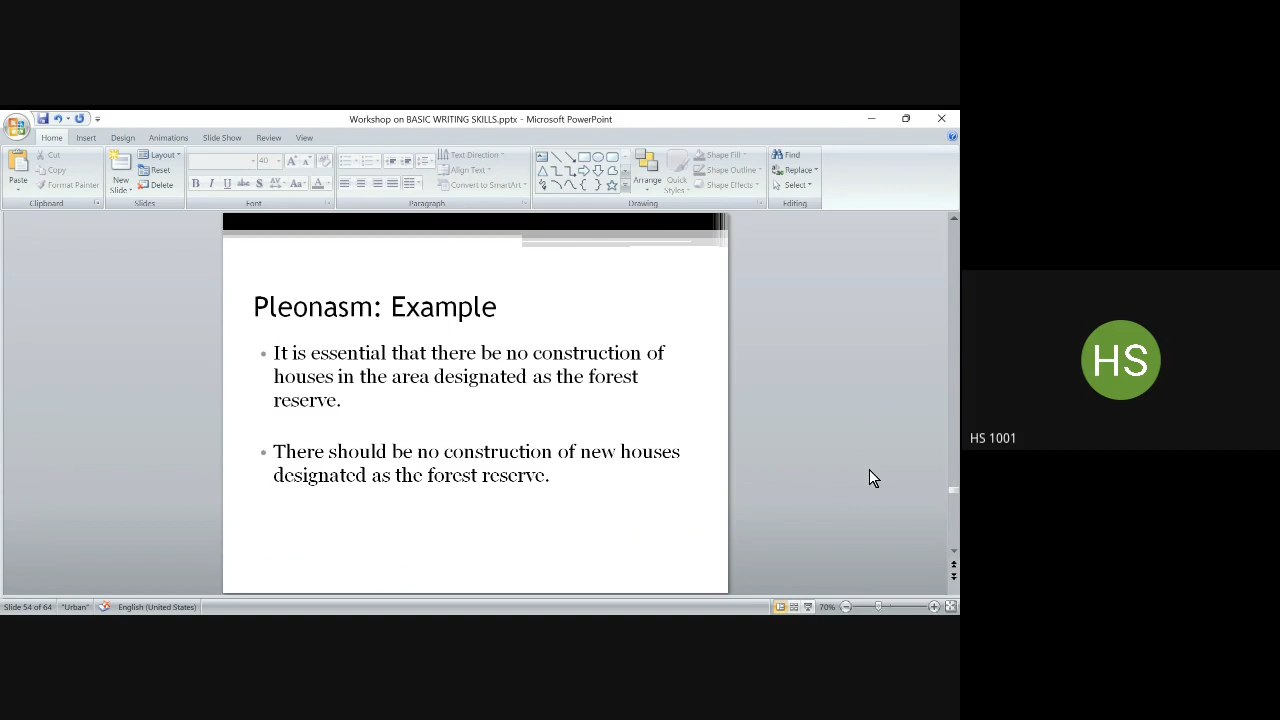 Workshop on BASIC WRITING SKILLS.pptx - Microsoft PowerPoint
Home Insert Design Animations Slide Show Review View
Paste
Cut
Copy
Format Painter
Clipboard
New Slide
Layout
Reset
Delete
Slides
40
Font
Text Direction
Align Text
Convert to SmartArt
Paragraph
Arrange
Quick Styles
Shape Fill
Shape Outline
Shape Effects
Drawing
Find
Replace
Select
Editing
Pleonasm: Example
• It is essential that there be no construction of
houses in the area designated as the forest
reserve.
• There should be no construction of new houses
designated as the forest reserve.
HS
HS 1001
Slide 54 of 64 "Urban" English (United States) 70%